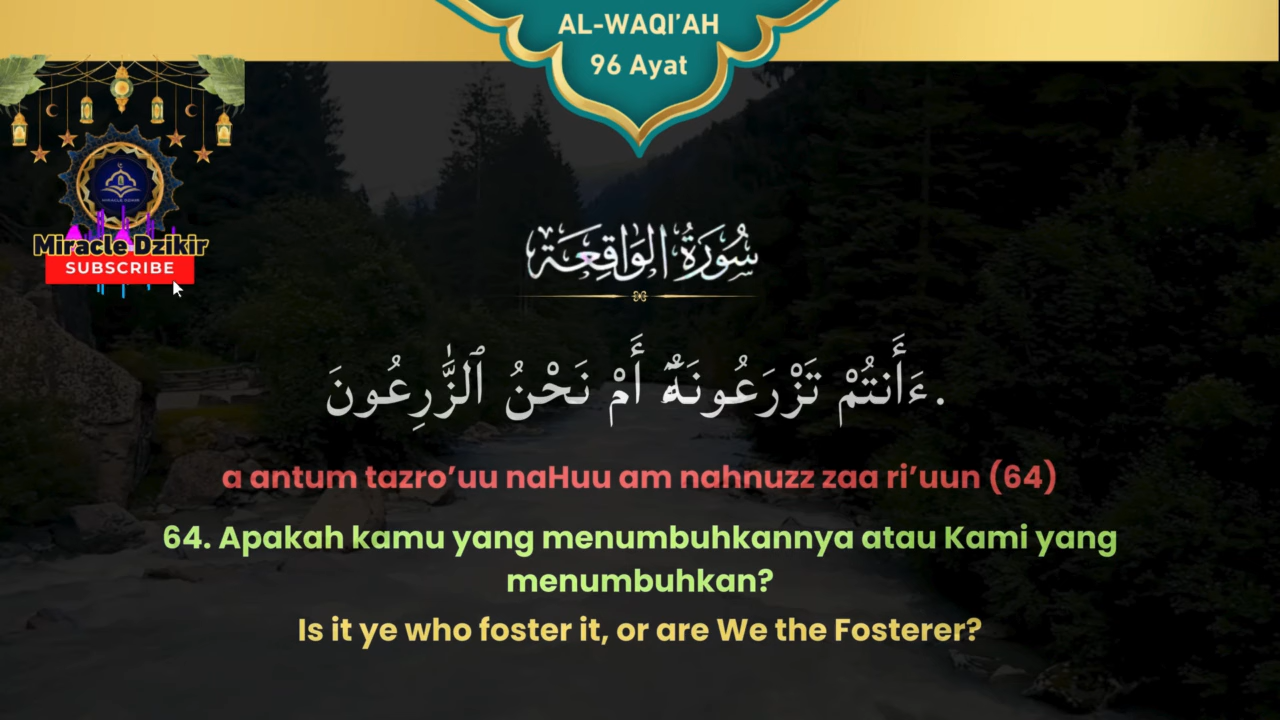 AL-WAQI’AH
96 Ayat
Miracle Dzikir
SUBSCRIBE
سُورَةُ الوَاقِعَة
ءَأَنتُمْ تَزْرَعُونَهُۥٓ أَمْ نَحْنُ ٱلزَّٰرِعُونَ.
a antum tazro’uu naHuu am nahnuzz zaa ri’uun (64)
64. Apakah kamu yang menumbuhkannya atau Kami yang
menumbuhkan?
Is it ye who foster it, or are We the Fosterer?